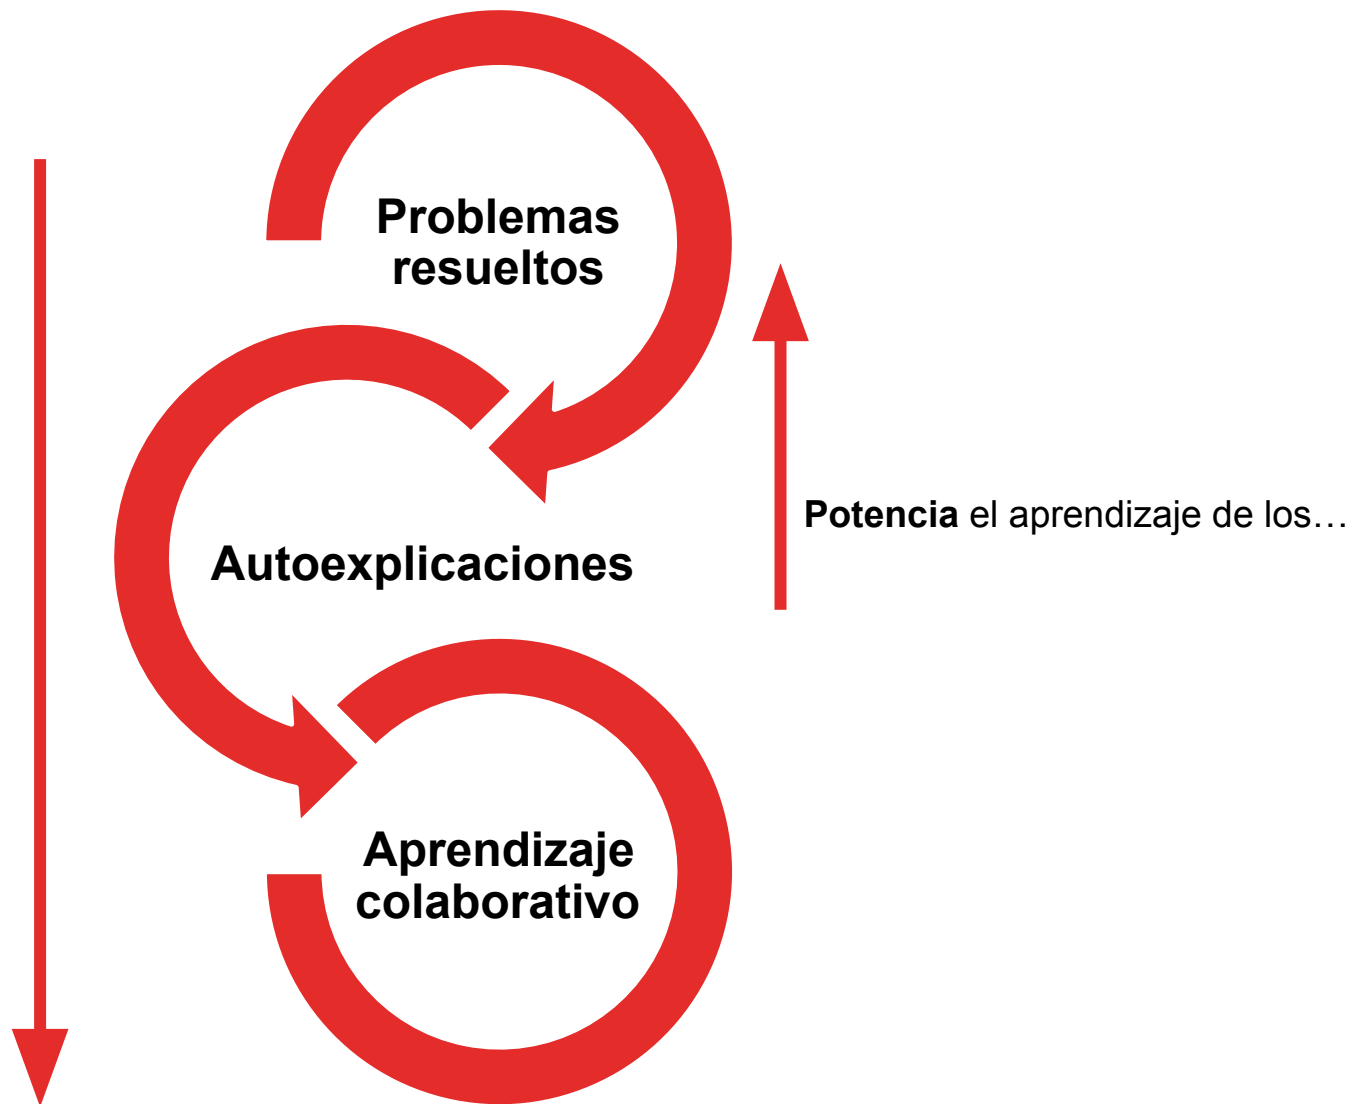 Problemas
resueltos
Potencia el aprendizaje de los…
Autoexplicaciones
Aprendizaje
colaborativo